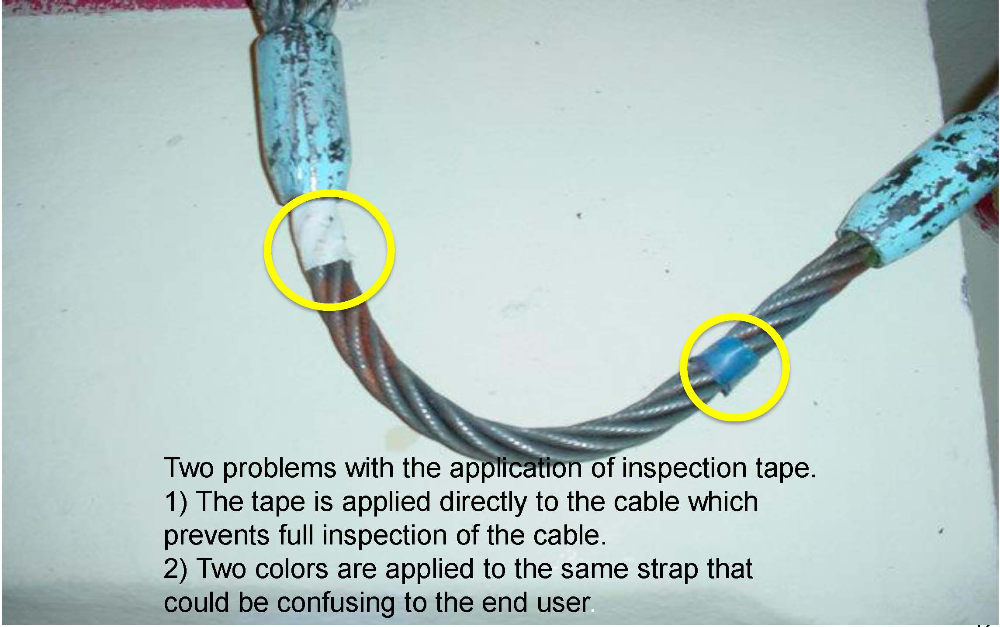 Two problems with the application of inspection tape.
1) The tape is applied directly to the cable which
prevents full inspection of the cable.
2) Two colors are applied to the same strap that
could be confusing to the end user.